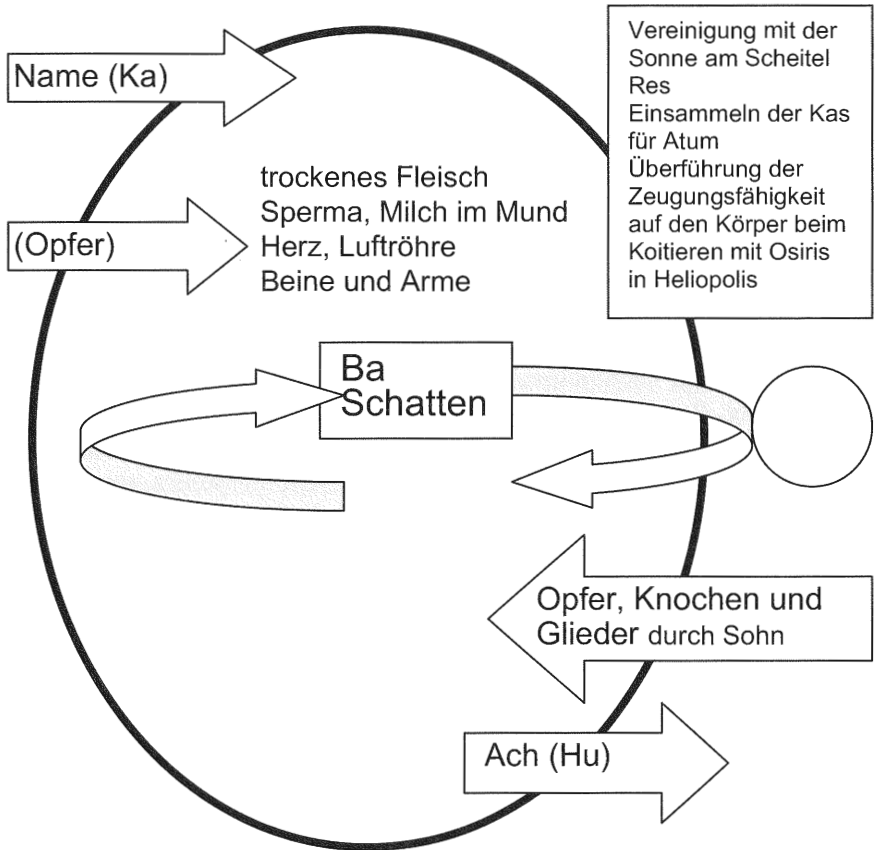 Name (Ka)
Vereinigung mit der
Sonne am Scheitel
Res
Einsammeln der Kas
für Atum
Überführung der
Zeugungsfähigkeit
auf den Körper beim
Koitieren mit Osiris
in Heliopolis
(Opfer)
trockenes Fleisch
Sperma, Milch im Mund
Herz, Luftröhre
Beine und Arme
Ba
Schatten
Opfer, Knochen und
Glieder durch Sohn
Ach (Hu)